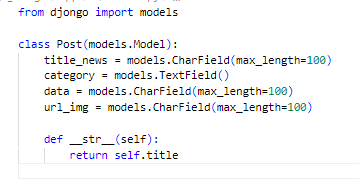 from djongo import models
class Post(models.Model):
    title_news = models.CharField(max_length=100)
    category = models.TextField()
    data = models.CharField(max_length=100)
    url_img = models.CharField(max_length=100)
    def __str__(self):
        return self.title